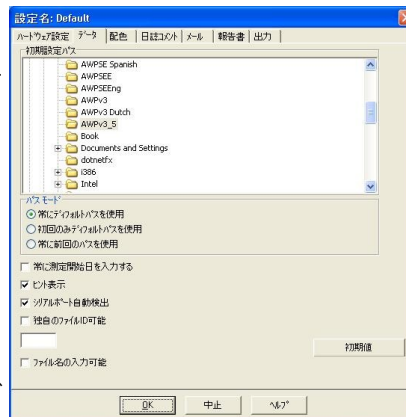 設定名: Default
ハードウェア設定 データ 配色 日誌コメント メール 報告書 出力
初期設定パス
AWPSE Spanish
AWPSEE
AWPSEEng
AWPv3
AWPv3 Dutch
AWPv3_5
Book
Documents and Settings
dotnetfx
i386
Intel
パスモード
常にディフォルトパスを使用
初回のみディフォルトパスを使用
常に前回のパスを使用
常に測定開始日を入力する
ヒント表示
シリアルポート自動検出
独自のファイルID可能
初期値
ファイル名の入力可能
OK 中止 ヘルプ